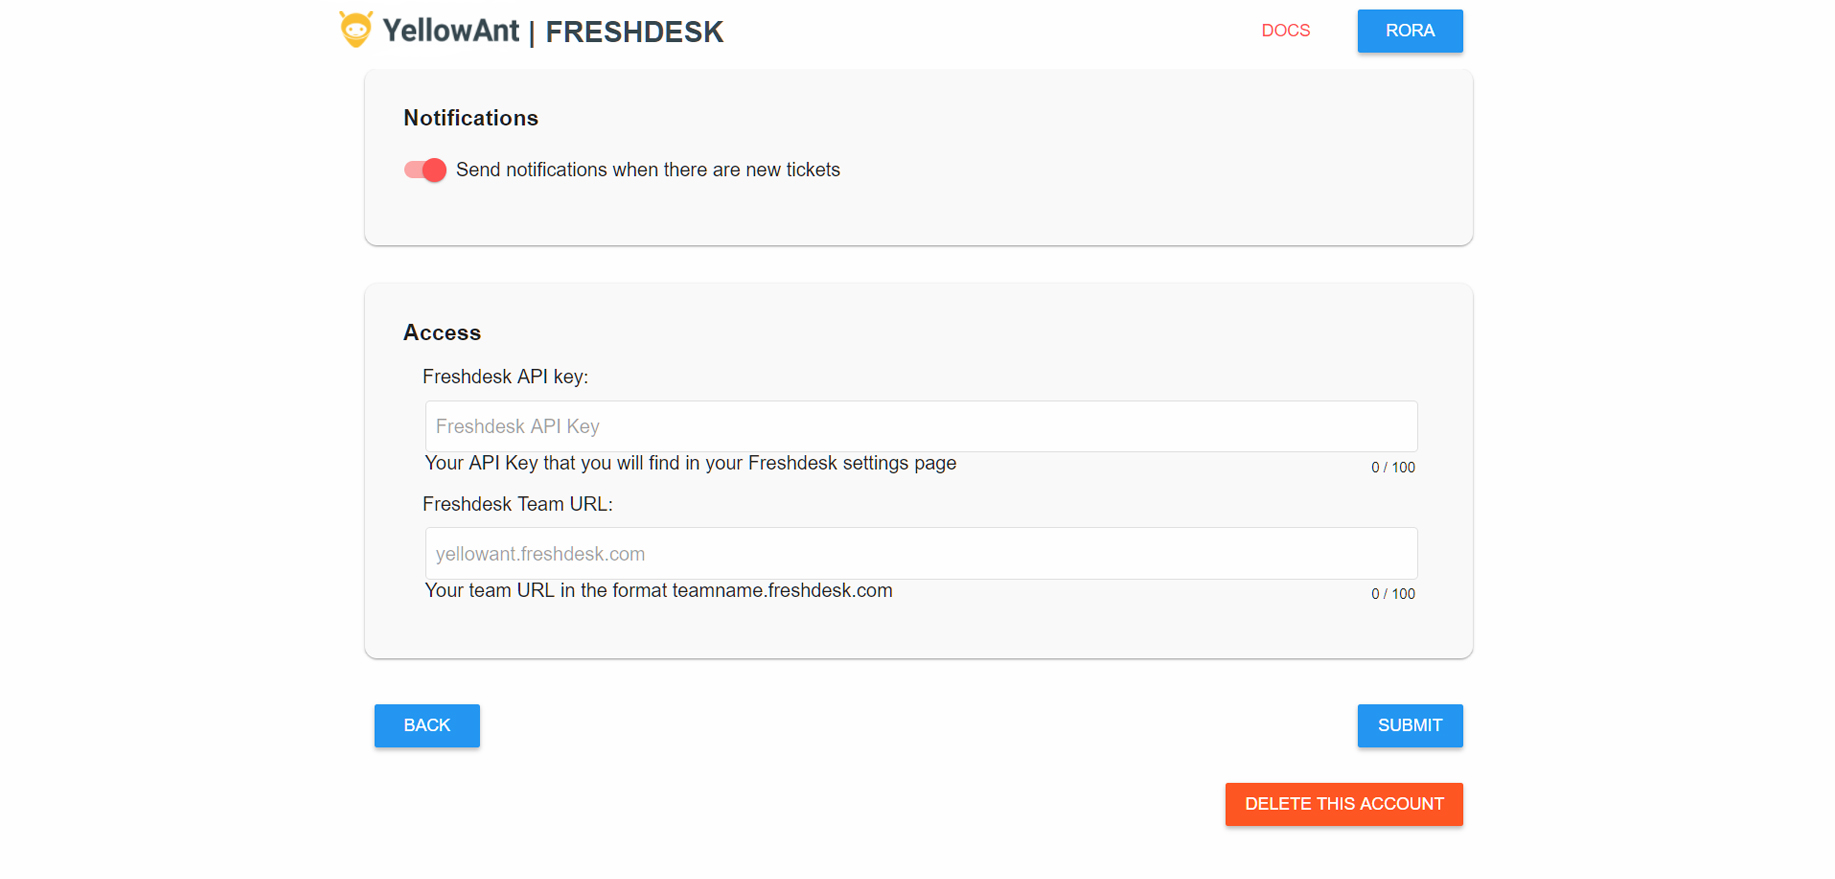 YellowAnt | FRESHDESK
DOCS
RORA
Notifications
Send notifications when there are new tickets
Access
Freshdesk API key:
Freshdesk API Key
Your API Key that you will find in your Freshdesk settings page
0 / 100
Freshdesk Team URL:
yellowant.freshdesk.com
Your team URL in the format teamname.freshdesk.com
0 / 100
BACK
SUBMIT
DELETE THIS ACCOUNT